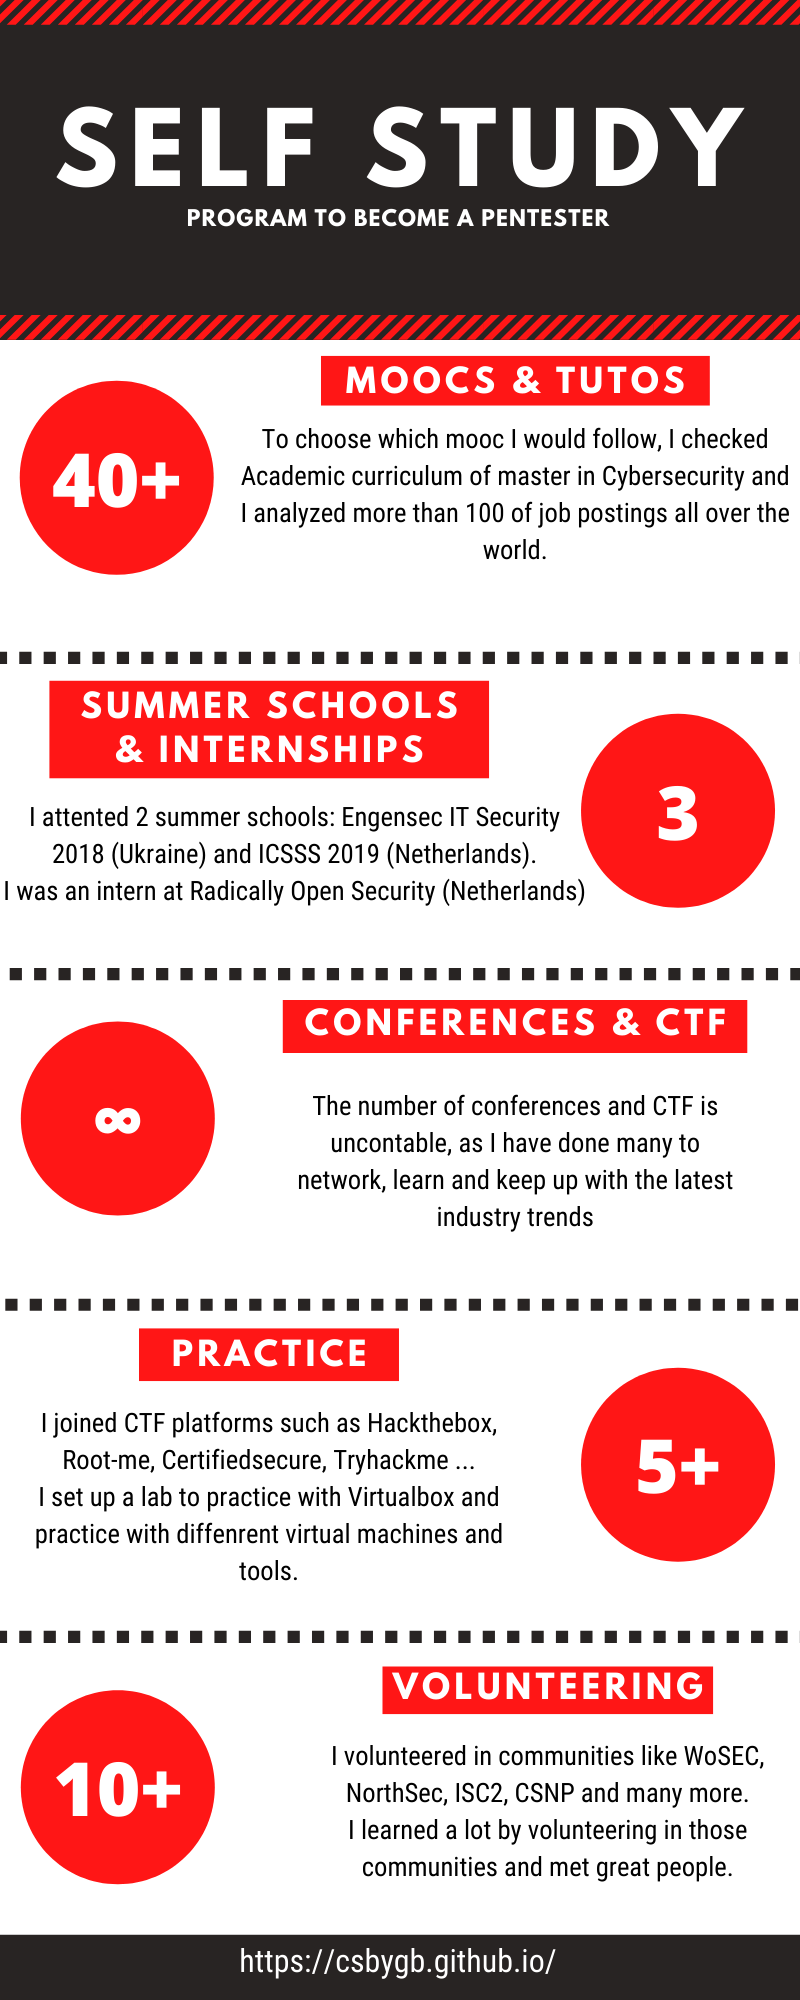 SELF STUDY
PROGRAM TO BECOME A PENTESTER
MOOCS & TUTOS
40+
To choose which mooc I would follow, I checked
Academic curriculum of master in Cybersecurity and
I analyzed more than 100 of job postings all over the
world.
SUMMER SCHOOLS
& INTERNSHIPS
I attented 2 summer schools: Engensec IT Security
2018 (Ukraine) and ICSSS 2019 (Netherlands).
I was an intern at Radically Open Security (Netherlands)
3
CONFERENCES & CTF
∞
The number of conferences and CTF is
uncontable, as I have done many to
network, learn and keep up with the latest
industry trends
PRACTICE
I joined CTF platforms such as Hackthebox,
Root-me, Certifiedsecure, Tryhackme ...
I set up a lab to practice with Virtualbox and
practice with diffenrent virtual machines and
tools.
5+
VOLUNTEERING
10+
I volunteered in communities like WoSEC,
NorthSec, ISC2, CSNP and many more.
I learned a lot by volunteering in those
communities and met great people.
https://csbygb.github.io/